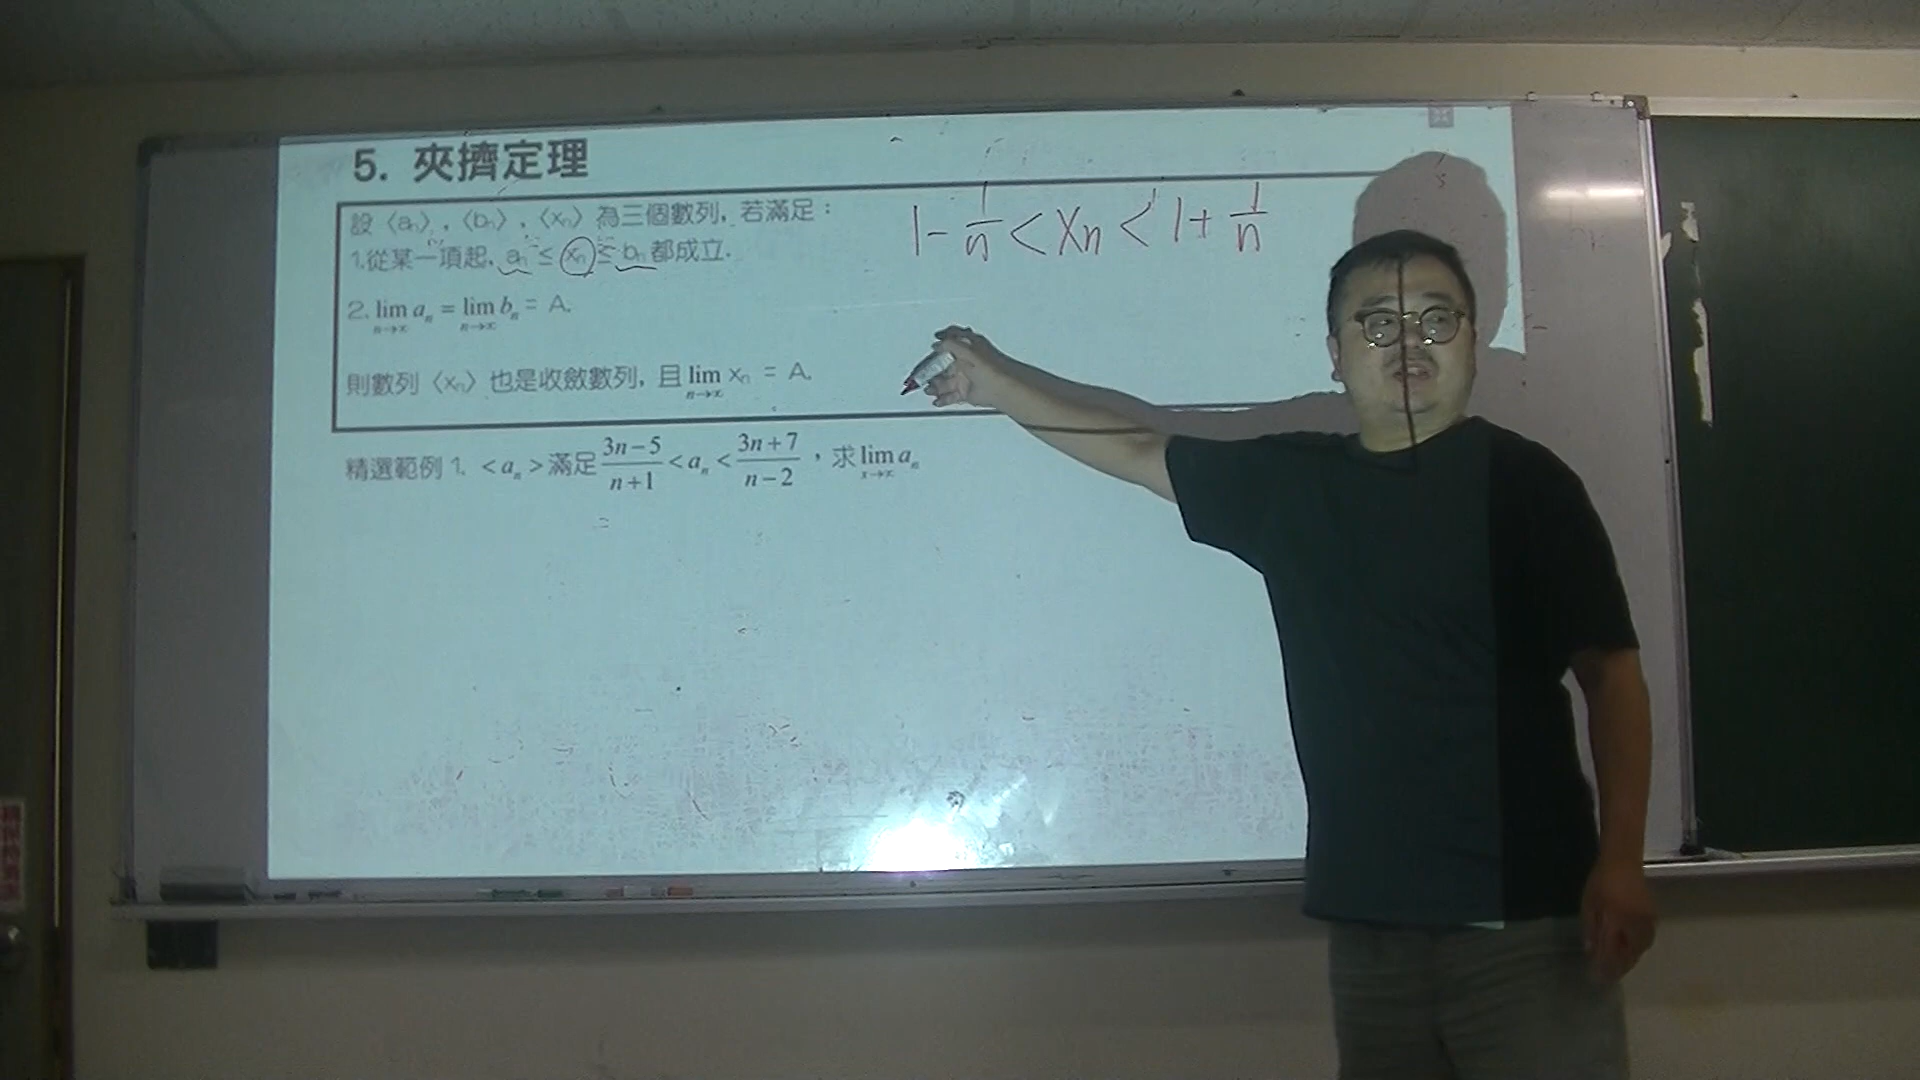 5. 夾擠定理
設〈aₙ〉,〈bₙ〉,〈xₙ〉為三個數列, 若滿足:
1.從某一項起, aₙ ≤ xₙ ≤ bₙ 都成立.
1 - 1/n < xₙ < 1 + 1/n
2. lim n→∞ aₙ = lim n→∞ bₙ = A.
則數列〈xₙ〉也是收斂數列, 且 lim n→∞ xₙ = A.
精選範例 1. <aₙ>滿足 (3n-5)/(n+1) < aₙ < (3n+7)/(n-2),求 lim x→∞ aₙ